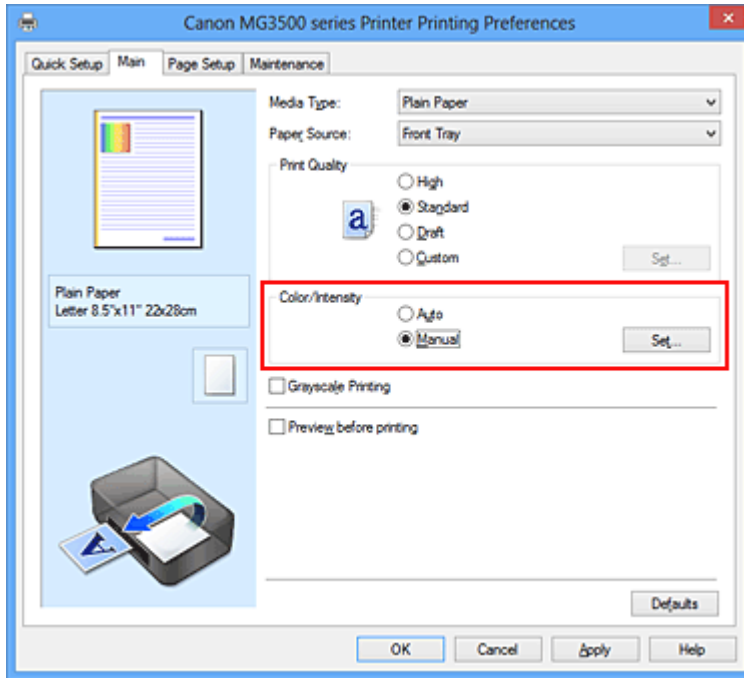 Canon MG3500 series Printer Printing Preferences
Quick Setup Main Page Setup Maintenance
Media Type: Plain Paper
Paper Source: Front Tray
Print Quality
High
a Standard
Draft
Custom Set...
Plain Paper
Letter 8.5"x11" 22x28cm
Color/Intensity
Auto
Manual Set...
Grayscale Printing
Preview before printing
A
Defaults
OK Cancel Apply Help